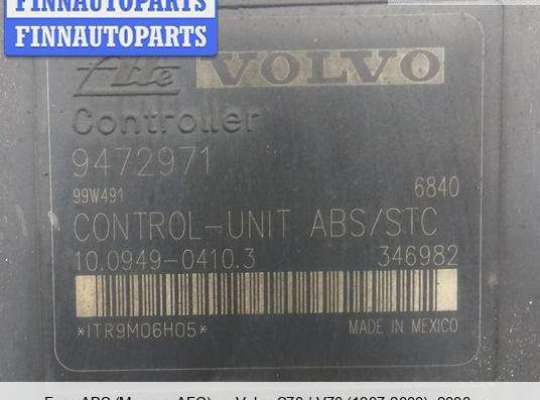 FINNAUTOPARTS
FINNAUTOPARTS
Ate VOLVO
Controller
9472971
99W491 6840
CONTROL-UNIT ABS/STC
10.0949-0410.3 346982
*ITR9M06H05* MADE IN MEXICO